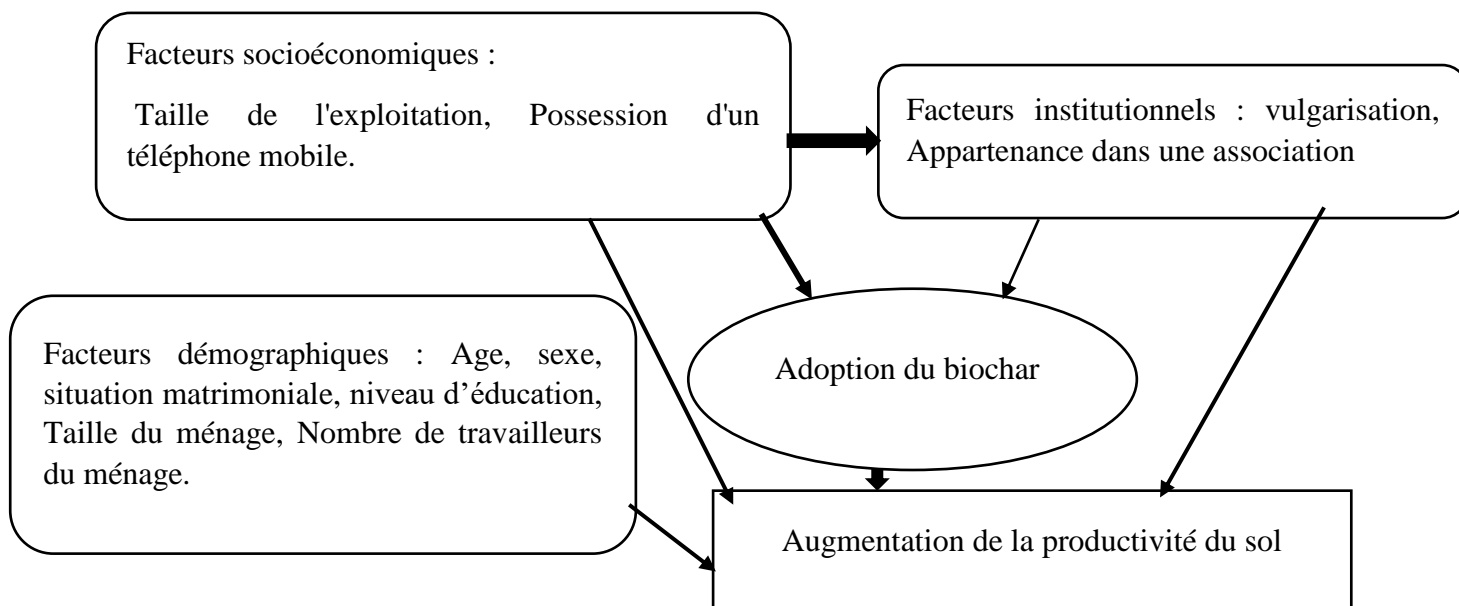 Facteurs socioéconomiques :
Taille de l'exploitation, Possession d'un
téléphone mobile.
Facteurs institutionnels : vulgarisation,
Appartenance dans une association
Adoption du biochar
Facteurs démographiques : Age, sexe,
situation matrimoniale, niveau d’éducation,
Taille du ménage, Nombre de travailleurs
du ménage.
Augmentation de la productivité du sol